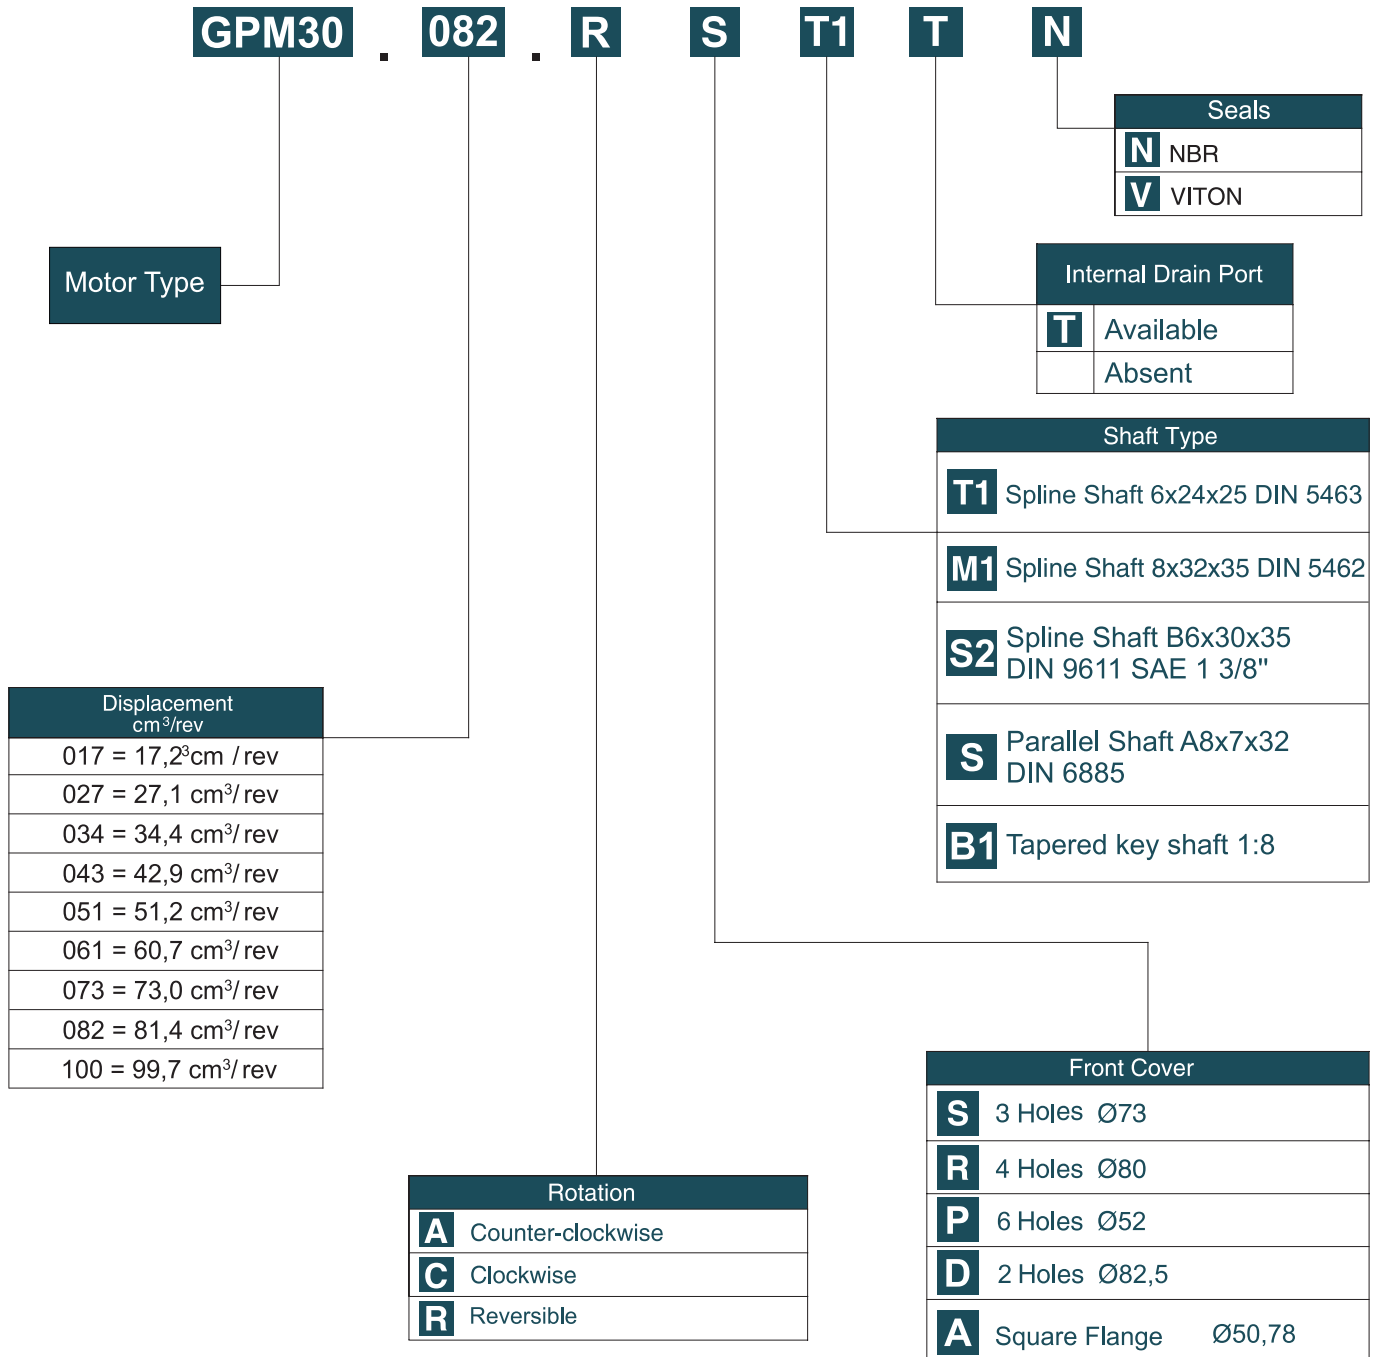 GPM30 . 082 . R S T1 T N
Seals
N NBR
V VITON
Motor Type
Internal Drain Port
T Available
Absent
Shaft Type
T1 Spline Shaft 6x24x25 DIN 5463
M1 Spline Shaft 8x32x35 DIN 5462
S2 Spline Shaft B6x30x35
DIN 9611 SAE 1 3/8"
S Parallel Shaft A8x7x32
DIN 6885
B1 Tapered key shaft 1:8
Displacement
cm³/rev
017 = 17,2³cm / rev
027 = 27,1 cm³/ rev
034 = 34,4 cm³/ rev
043 = 42,9 cm³/ rev
051 = 51,2 cm³/ rev
061 = 60,7 cm³/ rev
073 = 73,0 cm³/ rev
082 = 81,4 cm³/ rev
100 = 99,7 cm³/ rev
Front Cover
S 3 Holes Ø73
R 4 Holes Ø80
P 6 Holes Ø52
D 2 Holes Ø82,5
A Square Flange Ø50,78
Rotation
A Counter-clockwise
C Clockwise
R Reversible